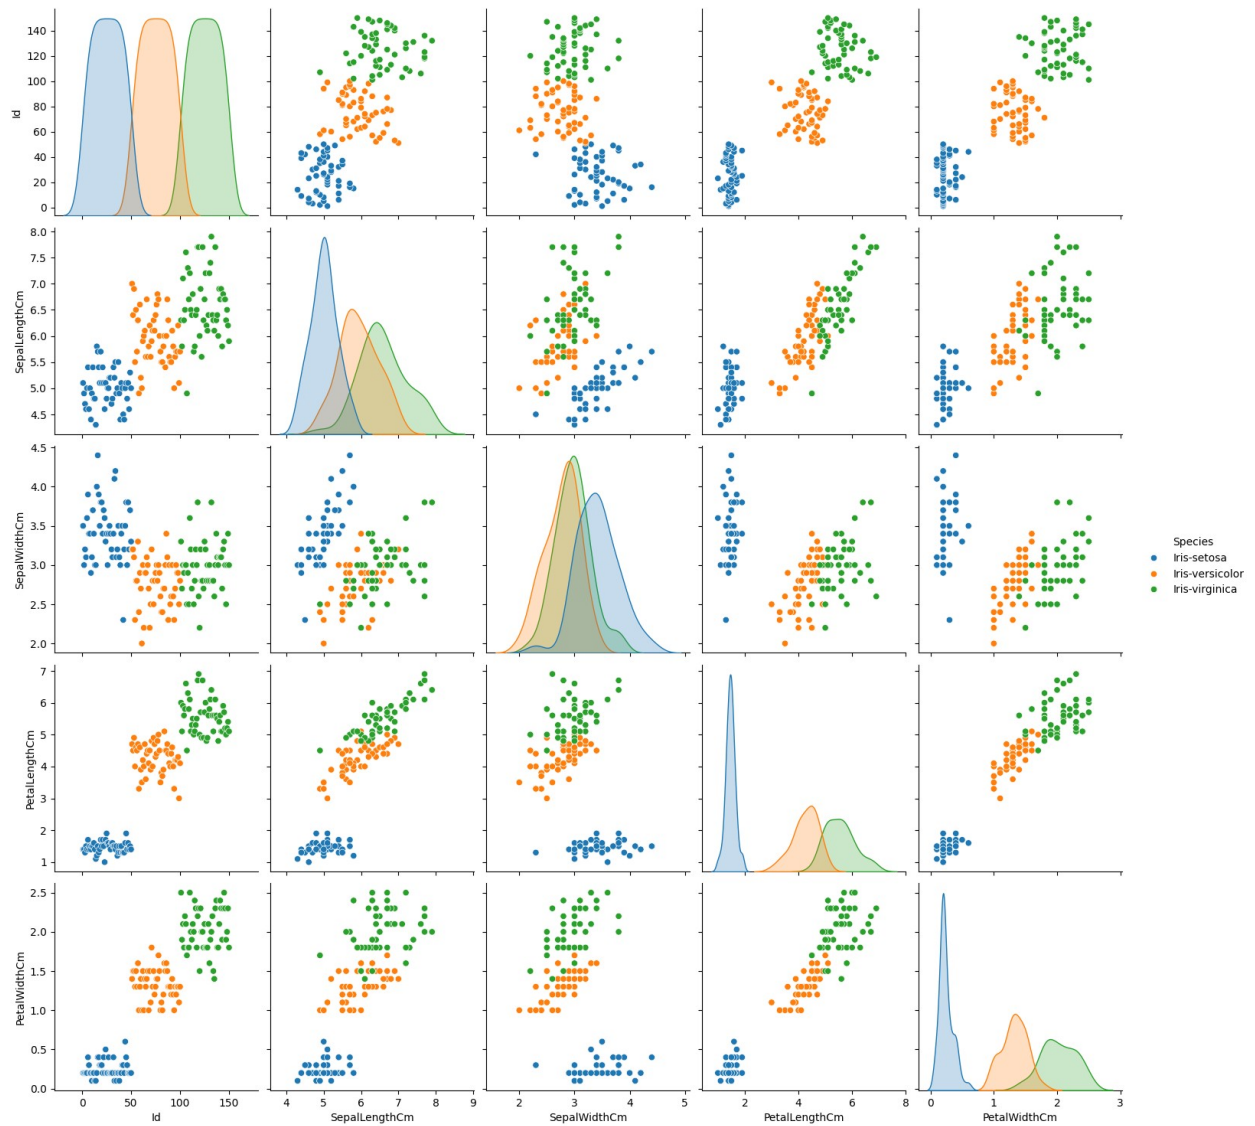 140
120
100
80
60
40
20
0
Id
8.0
7.5
7.0
6.5
6.0
5.5
5.0
4.5
SepalLengthCm
4.5
4.0
3.5
3.0
2.5
2.0
SepalWidthCm
Species
Iris-setosa
Iris-versicolor
Iris-virginica
7
6
5
4
3
2
1
PetalLengthCm
2.5
2.0
1.5
1.0
0.5
0.0
PetalWidthCm
0 50 100 150
Id
4 5 6 7 8 9
SepalLengthCm
2 3 4 5
SepalWidthCm
2 4 6 8
PetalLengthCm
0 1 2 3
PetalWidthCm